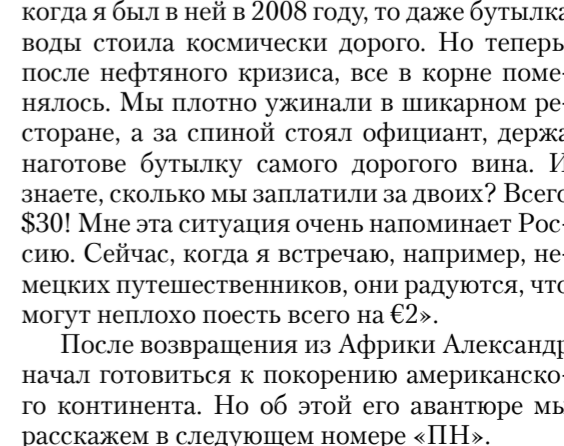 когда я был в ней в 2008 году, то даже бутылка
воды стоила космически дорого. Но теперь
после нефтяного кризиса, все в корне поме-
нялось. Мы плотно ужинали в шикарном ре-
сторане, а за спиной стоял официант, держа
наготове бутылку самого дорогого вина. И
знаете, сколько мы заплатили за двоих? Всего
$30! Мне эта ситуация очень напоминает Рос-
сию. Сейчас, когда я встречаю, например, не-
мецких путешественников, они радуются, что
могут неплохо поесть всего на €2».
После возвращения из Африки Александр
начал готовиться к покорению американско-
го континента. Но об этой его авантюре мы
расскажем в следующем номере «ПН».